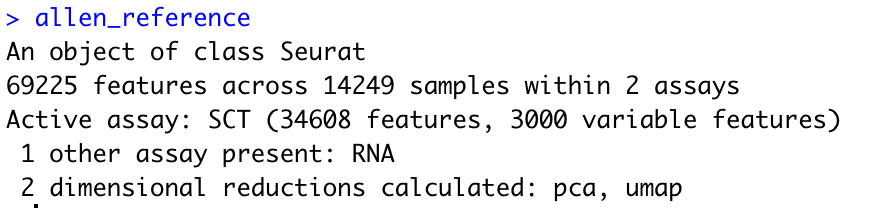 > allen_reference
An object of class Seurat
69225 features across 14249 samples within 2 assays
Active assay: SCT (34608 features, 3000 variable features)
 1 other assay present: RNA
 2 dimensional reductions calculated: pca, umap